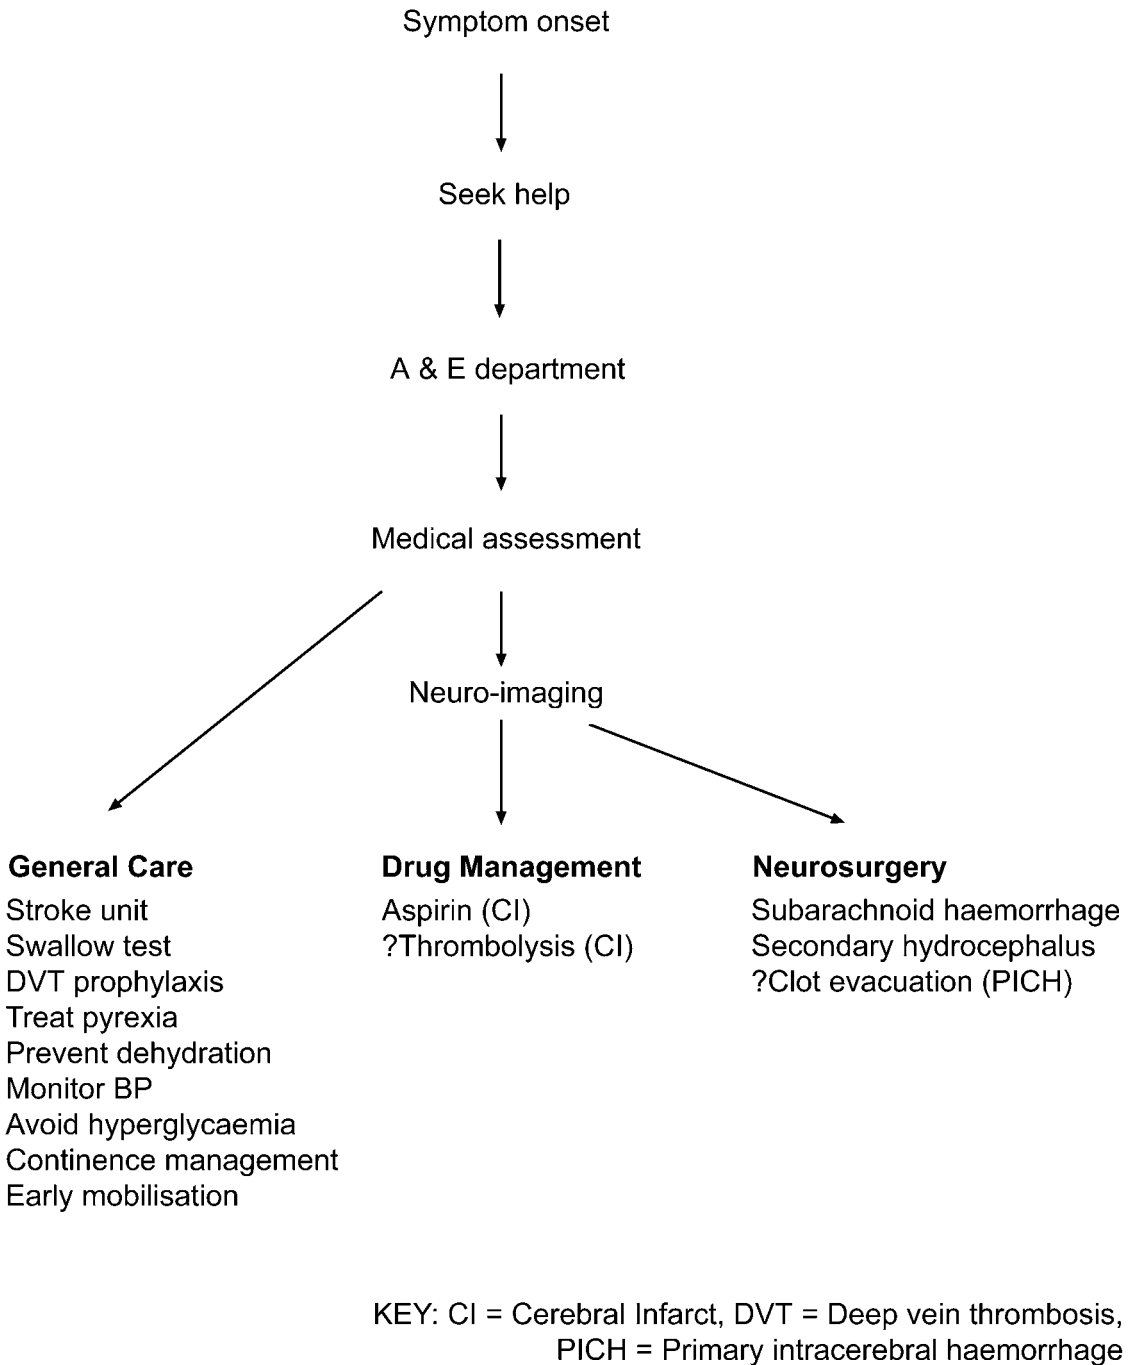 Symptom onset
Seek help
A & E department
Medical assessment
Neuro-imaging
General Care
Stroke unit
Swallow test
DVT prophylaxis
Treat pyrexia
Prevent dehydration
Monitor BP
Avoid hyperglycaemia
Continence management
Early mobilisation
Drug Management
Aspirin (CI)
?Thrombolysis (CI)
Neurosurgery
Subarachnoid haemorrhage
Secondary hydrocephalus
?Clot evacuation (PICH)
KEY: CI = Cerebral Infarct, DVT = Deep vein thrombosis,
PICH = Primary intracerebral haemorrhage